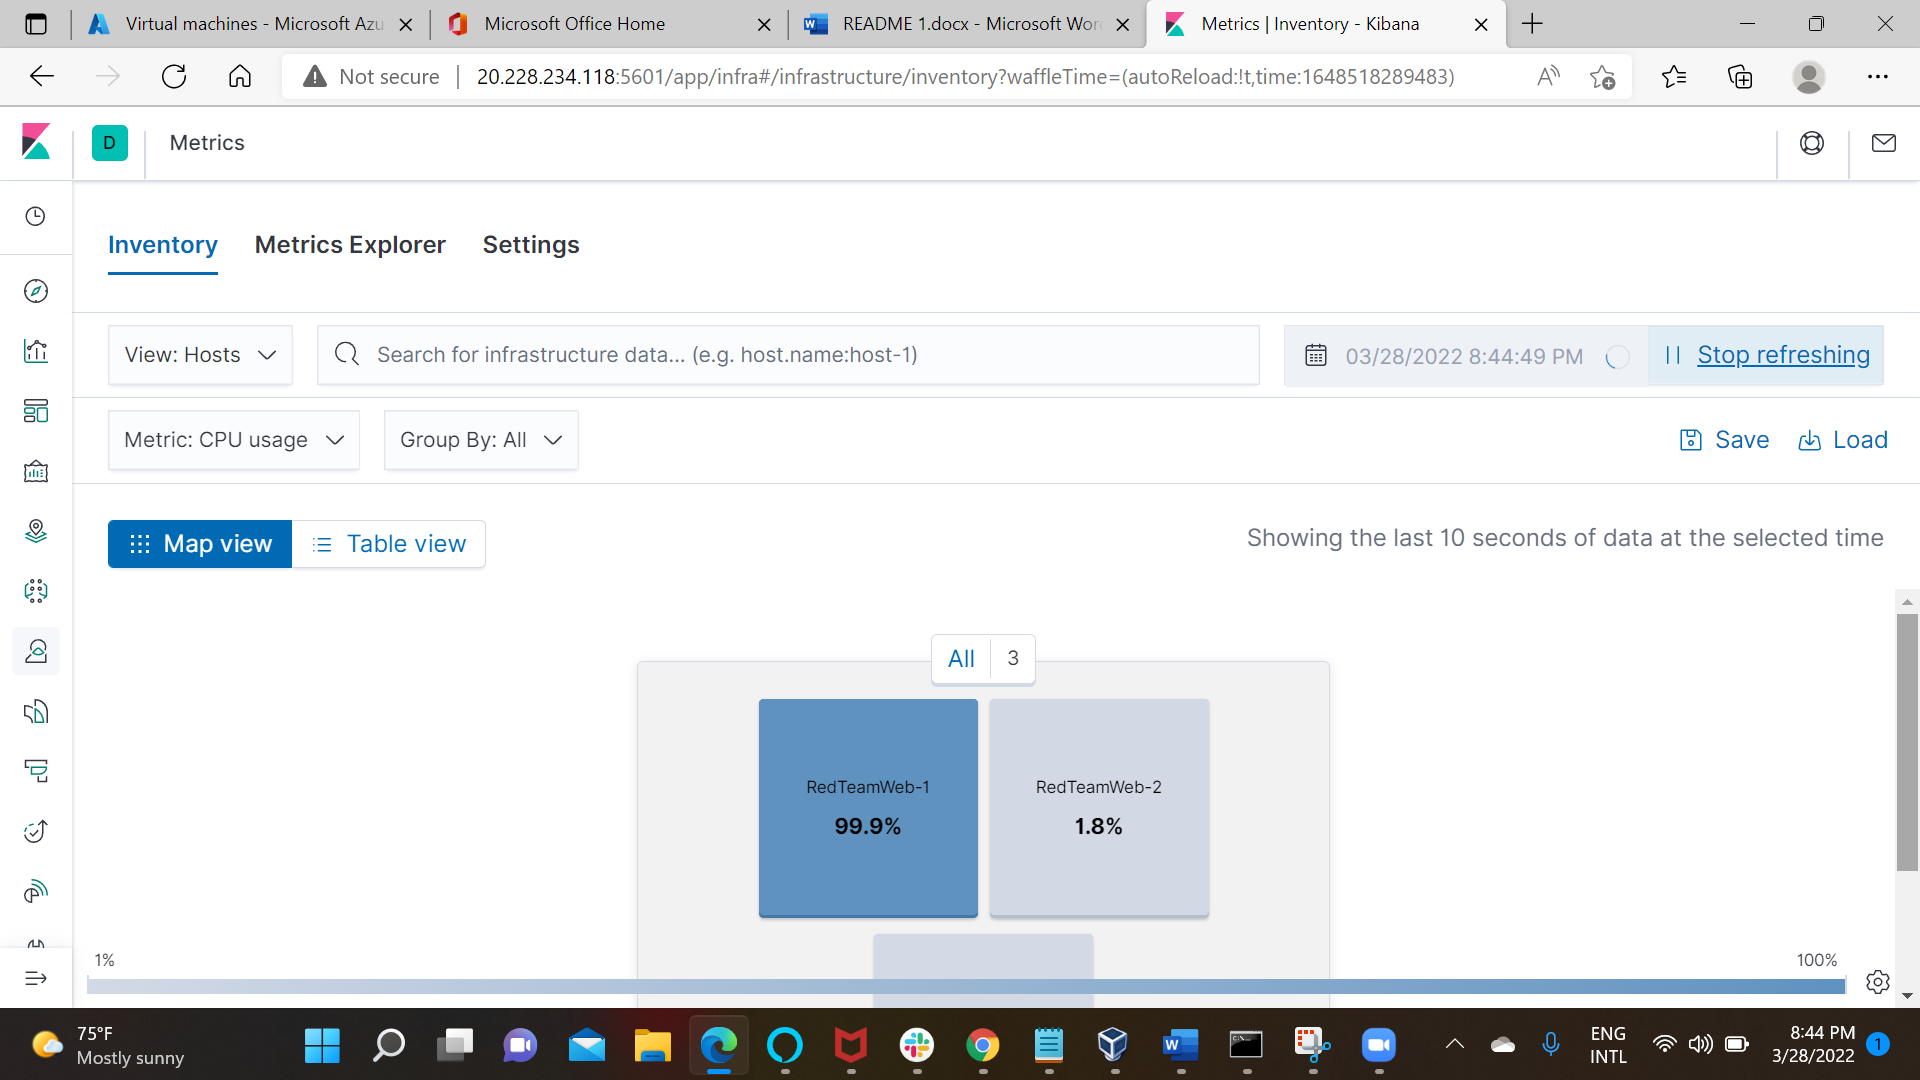 Virtual machines - Microsoft Azu
Microsoft Office Home
README 1.docx - Microsoft Wor
Metrics | Inventory - Kibana
Not secure
20.228.234.118:5601/app/infra#/infrastructure/inventory?waffleTime=(autoReload:!t,time:1648518289483)
D
Metrics
Inventory
Metrics Explorer
Settings
View: Hosts
Search for infrastructure data... (e.g. host.name:host-1)
03/28/2022 8:44:49 PM
Stop refreshing
Metric: CPU usage
Group By: All
Save
Load
Map view
Table view
Showing the last 10 seconds of data at the selected time
All 3
RedTeamWeb-1
99.9%
RedTeamWeb-2
1.8%
1%
100%
75°F
Mostly sunny
ENG
INTL
8:44 PM
3/28/2022
1